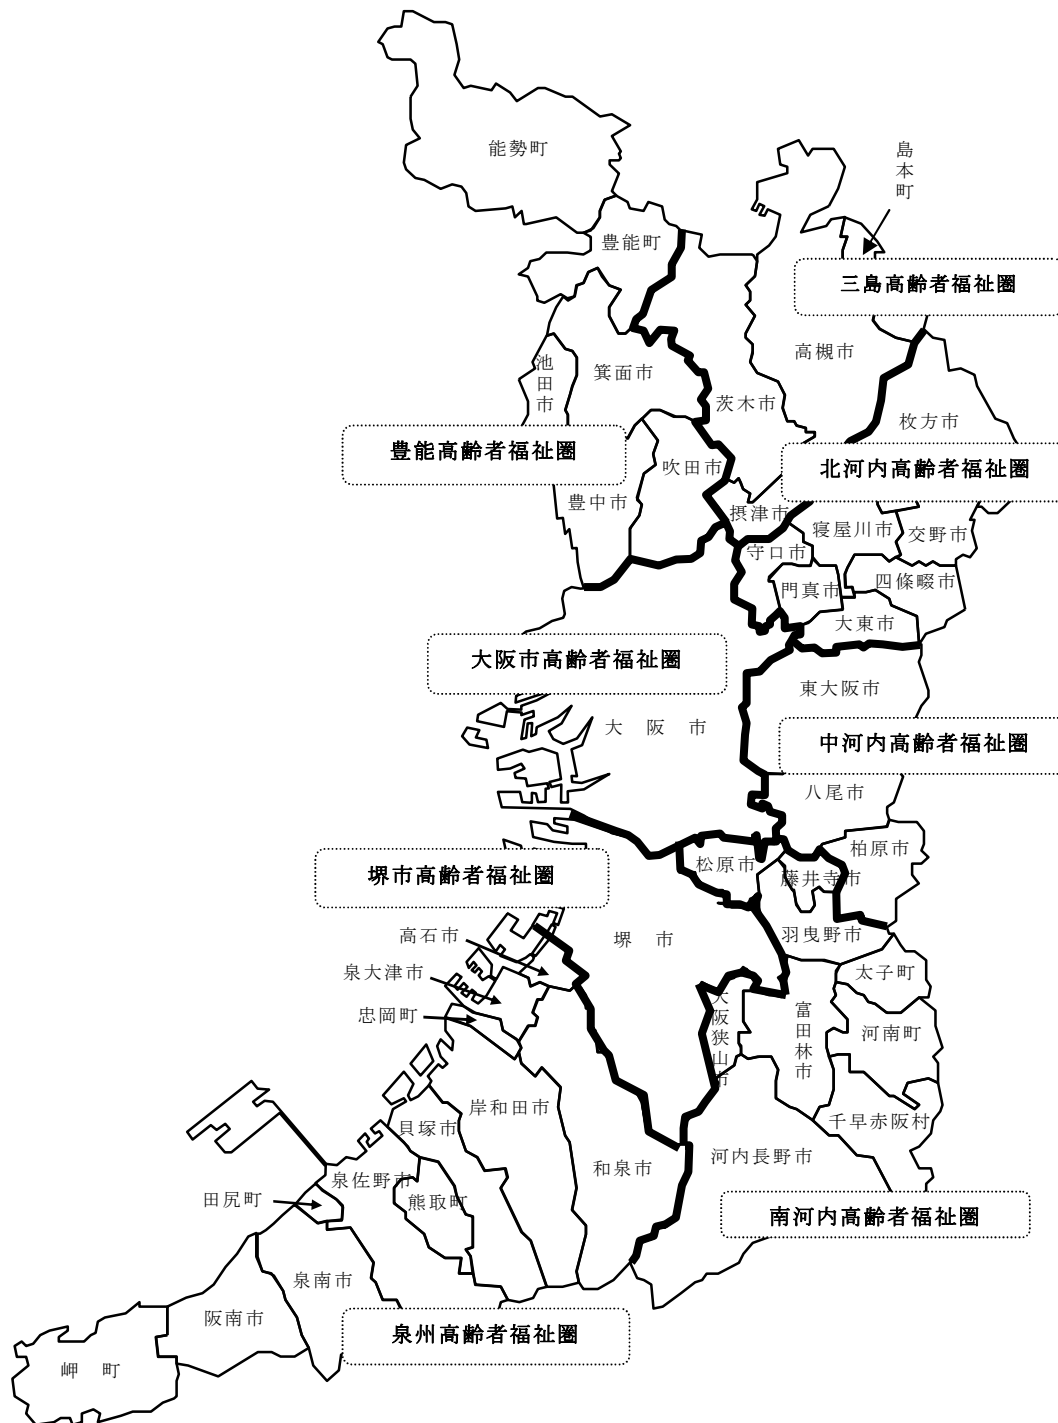 能勢町
島本町
豊能町
三島高齢者福祉圏
高槻市
池田市
箕面市
茨木市
枚方市
豊能高齢者福祉圏
吹田市
北河内高齢者福祉圏
豊中市
摂津市
寝屋川市
交野市
守口市
門真市
四條畷市
大東市
大阪市高齢者福祉圏
東大阪市
大 阪 市
中河内高齢者福祉圏
八尾市
柏原市
松原市
藤井寺市
堺市高齢者福祉圏
高石市
堺 市
羽曳野市
泉大津市
太子町
忠岡町
大阪狭山市
富田林市
河南町
岸和田市
千早赤阪村
貝塚市
和泉市
河内長野市
泉佐野市
田尻町
熊取町
南河内高齢者福祉圏
泉南市
阪南市
泉州高齢者福祉圏
岬 町